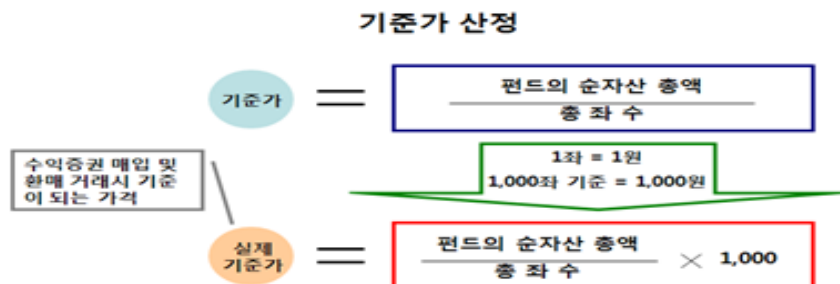 기준가 산정
기준가 = 펀드의 순자산 총액
총 좌 수
1좌 = 1원
1,000좌 기준 = 1,000원
수익증권 매입 및
환매 거래시 기준
이 되는 가격
실제
기준가 = 펀드의 순자산 총액
총 좌 수 × 1,000